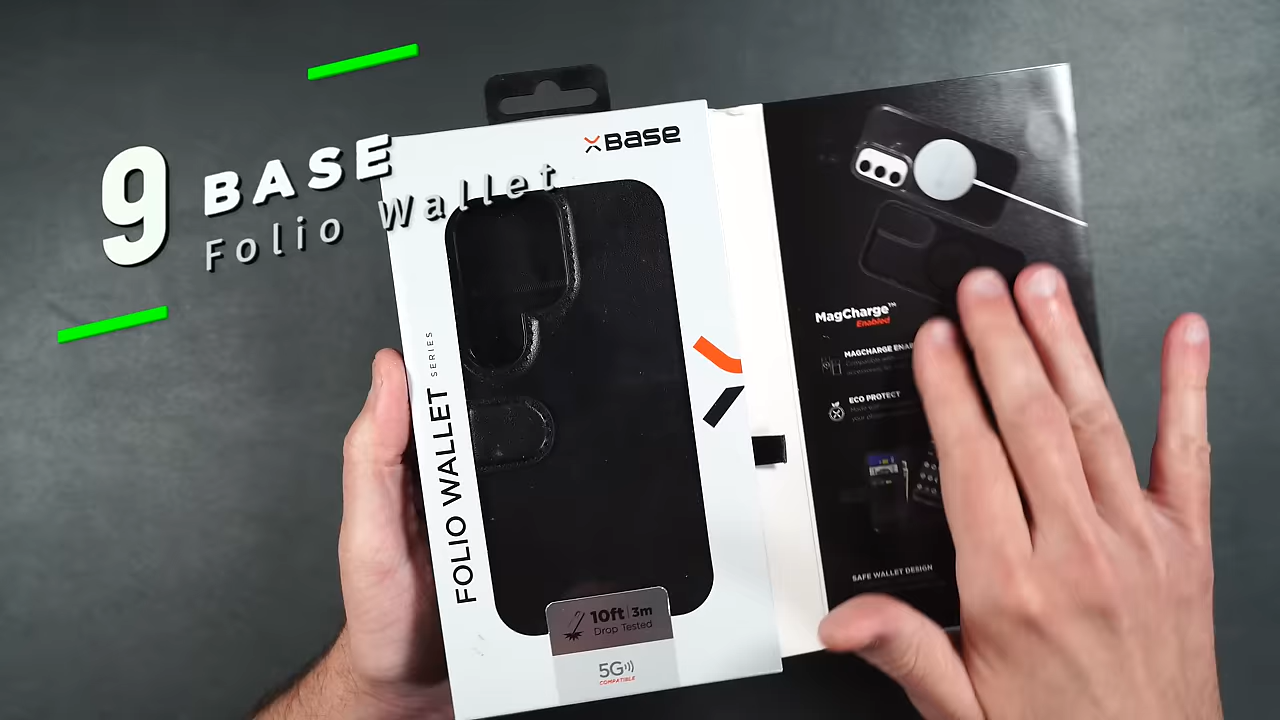 9
BASE
Folio Wallet
xBase
FOLIO WALLET SERIES
10ft | 3m
Drop Tested
5G
COMPATIBLE
MagCharge™
Enabled
MAGCHARGE
ECO PROTECT
SAFE WALLET DESIGN